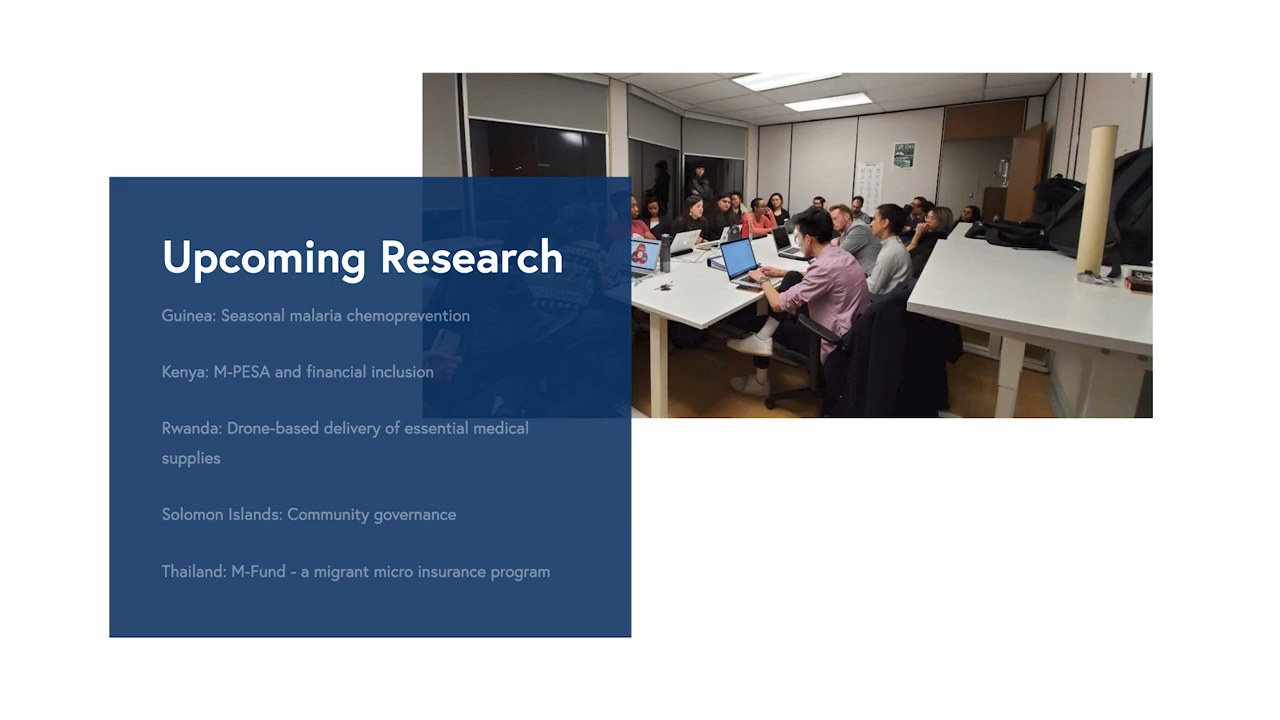 Upcoming Research
Guinea: Seasonal malaria chemoprevention
Kenya: M-PESA and financial inclusion
Rwanda: Drone-based delivery of essential medical
supplies
Solomon Islands: Community governance
Thailand: M-Fund - a migrant micro insurance program